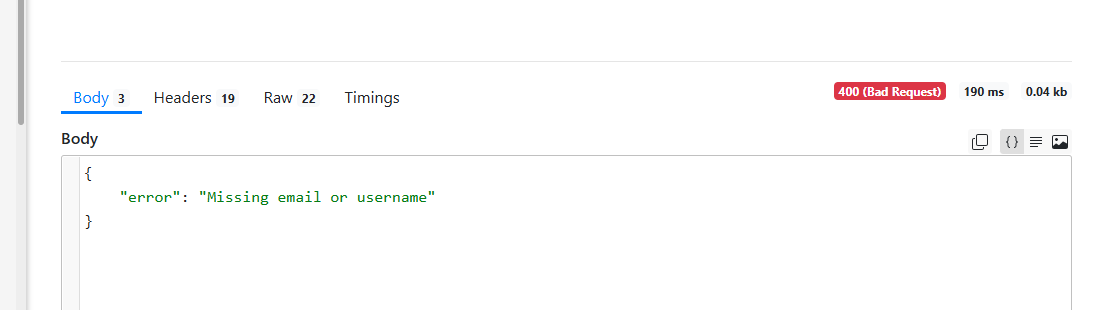 Body 3 Headers 19 Raw 22 Timings 400 (Bad Request) 190 ms 0.04 kb
Body
{
"error": "Missing email or username"
}